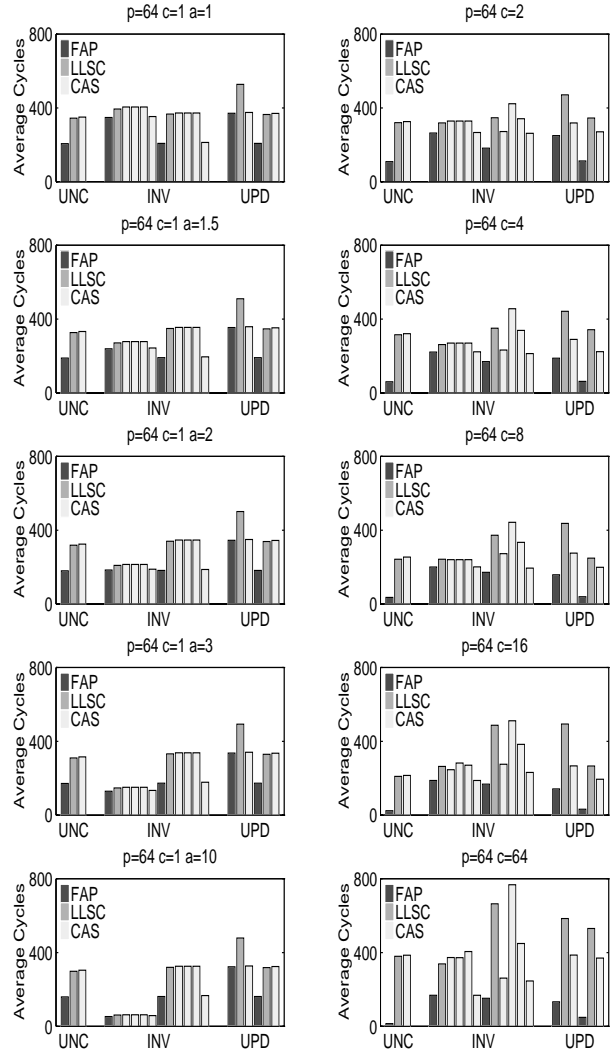 p=64 c=1 a=1
Average Cycles
800
400
0
FAP
LLSC
CAS
UNC INV UPD
p=64 c=2
Average Cycles
800
400
0
FAP
LLSC
CAS
UNC INV UPD
p=64 c=1 a=1.5
Average Cycles
800
400
0
FAP
LLSC
CAS
UNC INV UPD
p=64 c=4
Average Cycles
800
400
0
FAP
LLSC
CAS
UNC INV UPD
p=64 c=1 a=2
Average Cycles
800
400
0
FAP
LLSC
CAS
UNC INV UPD
p=64 c=8
Average Cycles
800
400
0
FAP
LLSC
CAS
UNC INV UPD
p=64 c=1 a=3
Average Cycles
800
400
0
FAP
LLSC
CAS
UNC INV UPD
p=64 c=16
Average Cycles
800
400
0
FAP
LLSC
CAS
UNC INV UPD
p=64 c=1 a=10
Average Cycles
800
400
0
FAP
LLSC
CAS
UNC INV UPD
p=64 c=64
Average Cycles
800
400
0
FAP
LLSC
CAS
UNC INV UPD